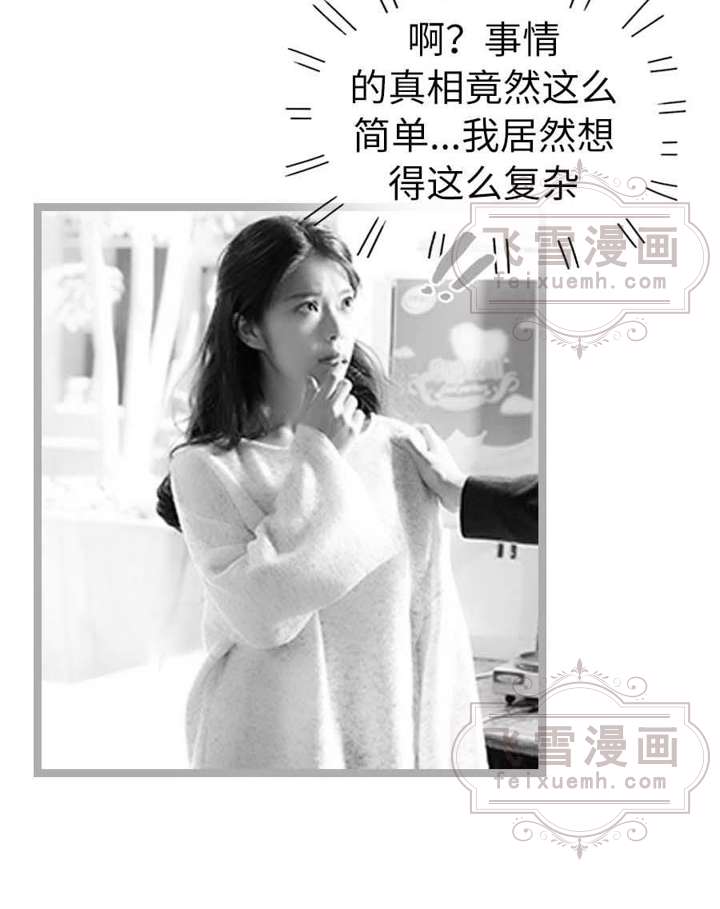 啊？事情
的真相竟然这么
简单...我居然想
得这么复杂
飞雪漫画
feixuemh.com
飞雪漫画
feixuemh.com